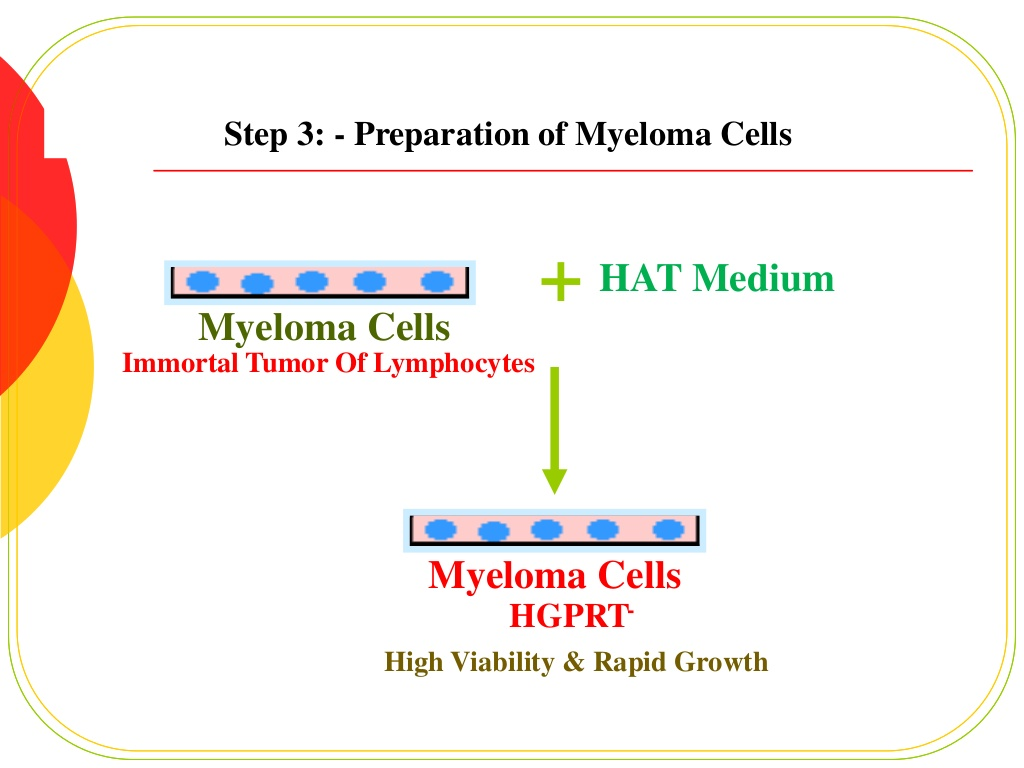 Step 3: - Preparation of Myeloma Cells
+ HAT Medium
Myeloma Cells
Immortal Tumor Of Lymphocytes
Myeloma Cells
HGPRT-
High Viability & Rapid Growth